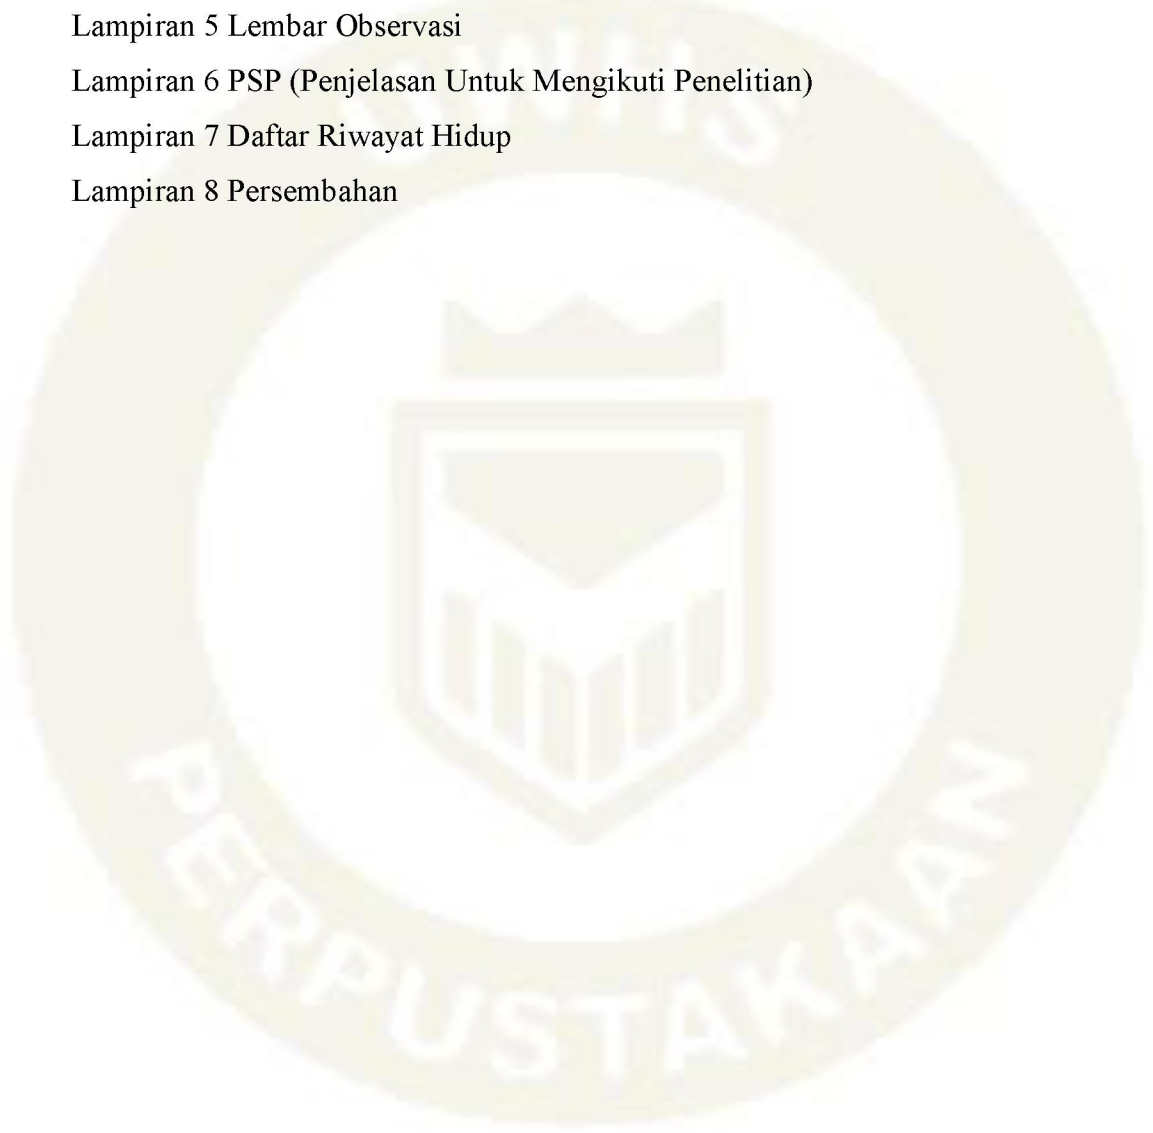 Lampiran 5 Lembar Observasi
Lampiran 6 PSP (Penjelasan Untuk Mengikuti Penelitian)
Lampiran 7 Daftar Riwayat Hidup
Lampiran 8 Persembahan
UWHS
PERPUSTAKAAN